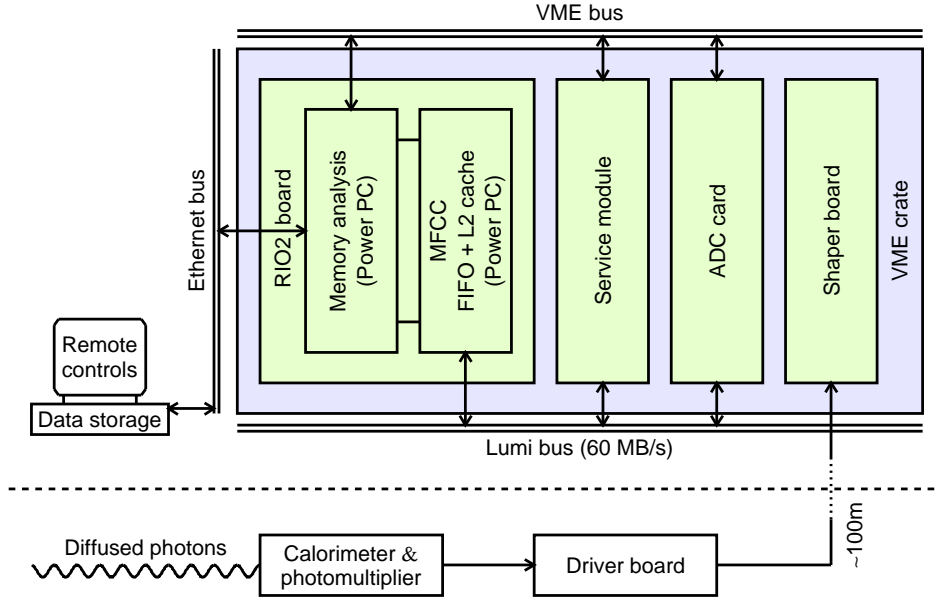 VME bus
Ethernet bus
RIO2 board
Memory analysis
(Power PC)
MFCC
FIFO + L2 cache
(Power PC)
Service module
ADC card
Shaper board
VME crate
Remote
controls
Data storage
Lumi bus (60 MB/s)
~100m
Diffused photons
Calorimeter &
photomultiplier
Driver board